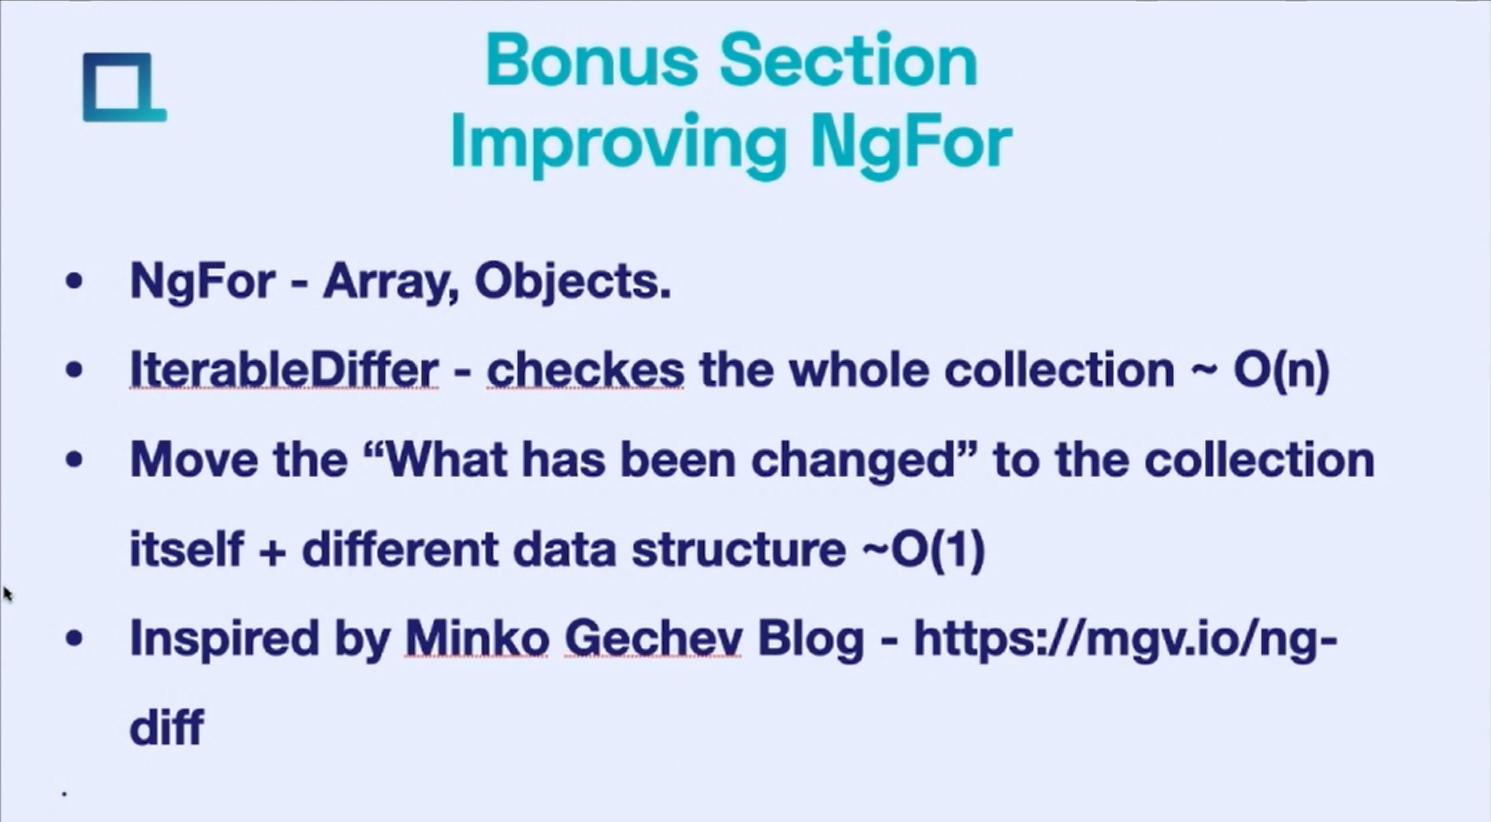 Bonus Section
Improving NgFor
• NgFor - Array, Objects.
• IterableDiffer - checkes the whole collection ~ O(n)
• Move the “What has been changed” to the collection
itself + different data structure ~O(1)
• Inspired by Minko Gechev Blog - https://mgv.io/ng-
diff